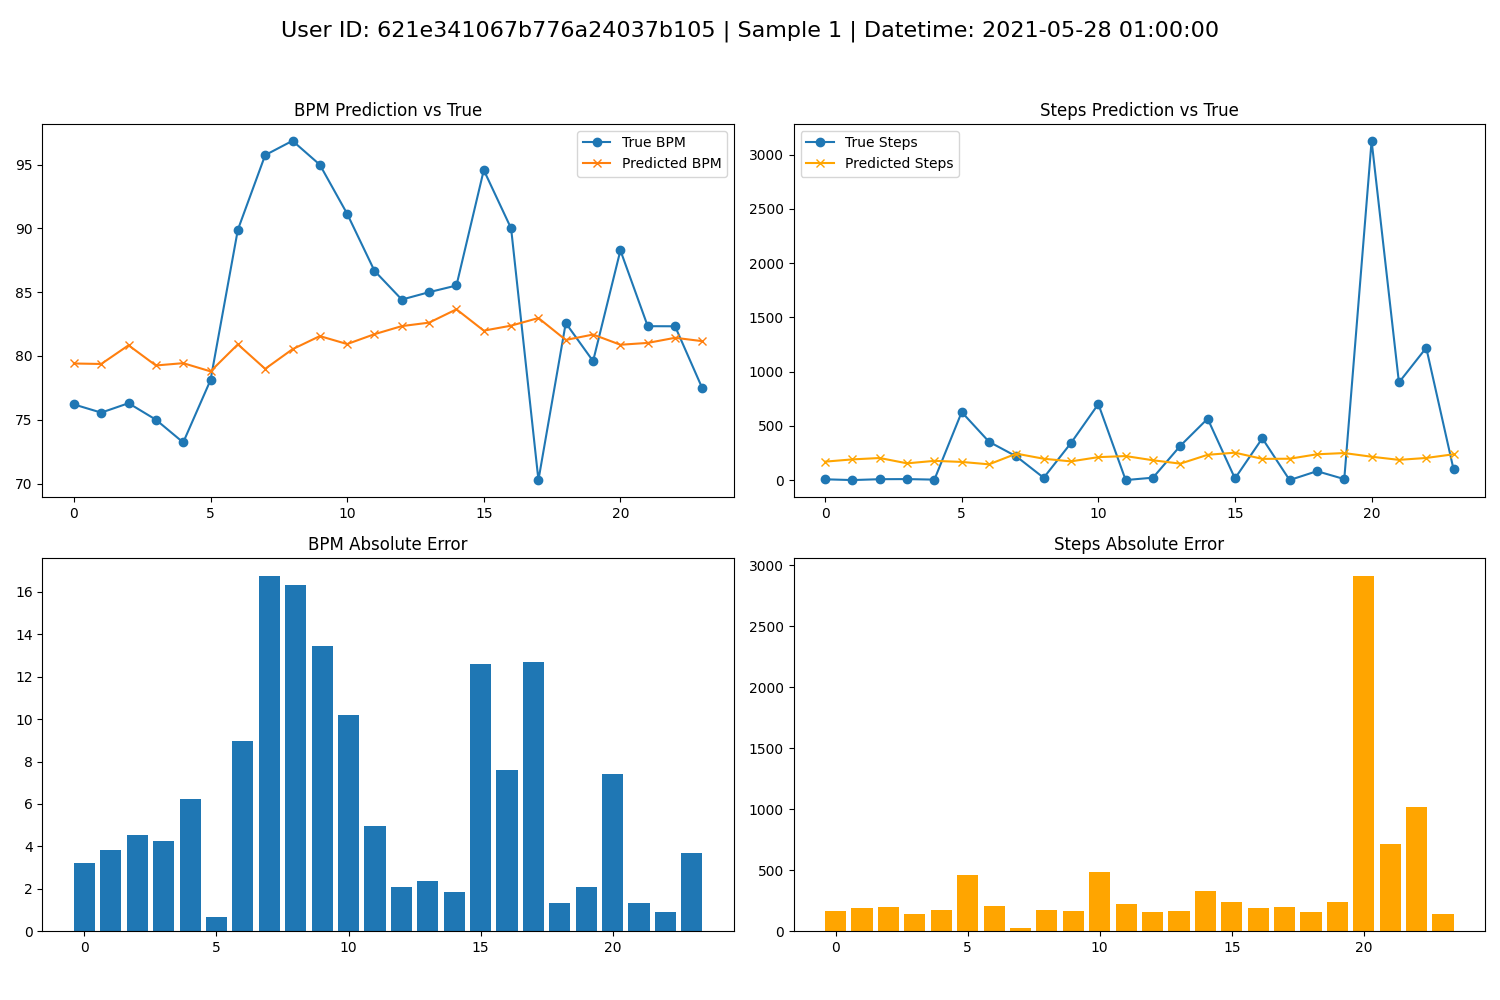 User ID: 621e341067b776a24037b105 | Sample 1 | Datetime: 2021-05-28 01:00:00
BPM Prediction vs True
True BPM
Predicted BPM
95
90
85
80
75
70
0 5 10 15 20
Steps Prediction vs True
True Steps
Predicted Steps
3000
2500
2000
1500
1000
500
0
0 5 10 15 20
BPM Absolute Error
16
14
12
10
8
6
4
2
0
0 5 10 15 20
Steps Absolute Error
3000
2500
2000
1500
1000
500
0
0 5 10 15 20